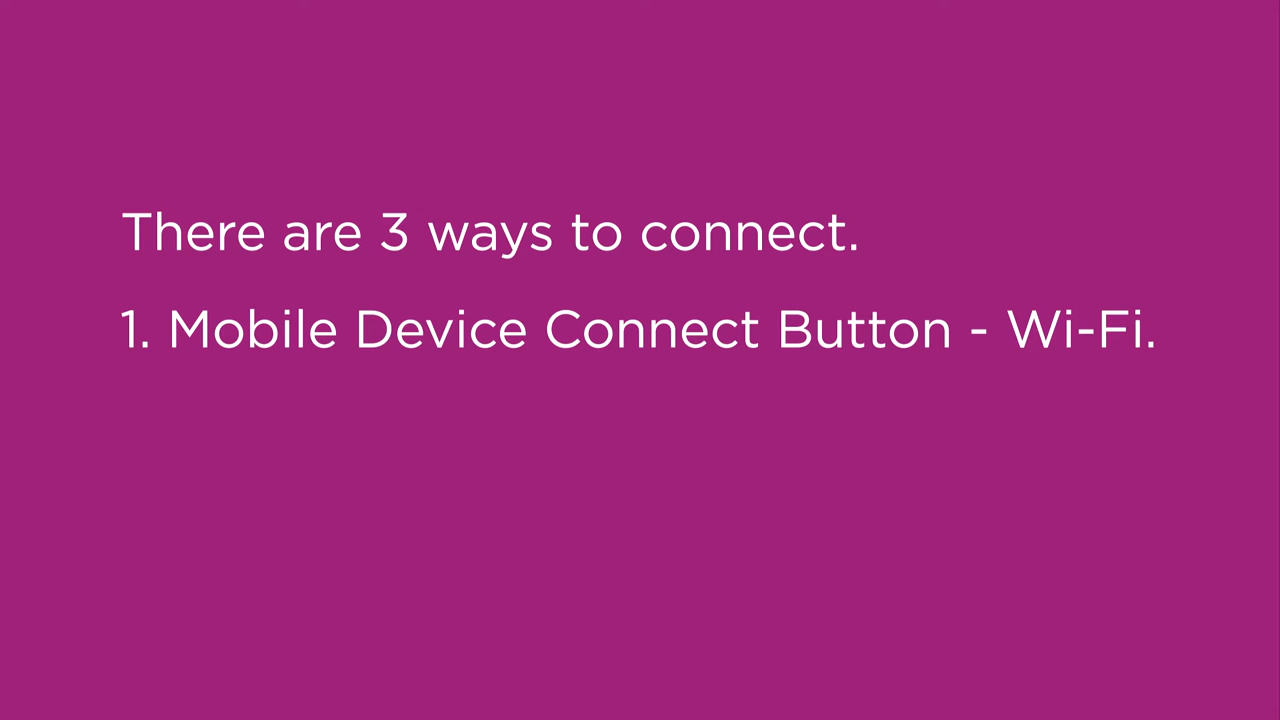 There are 3 ways to connect.
1. Mobile Device Connect Button - Wi-Fi.